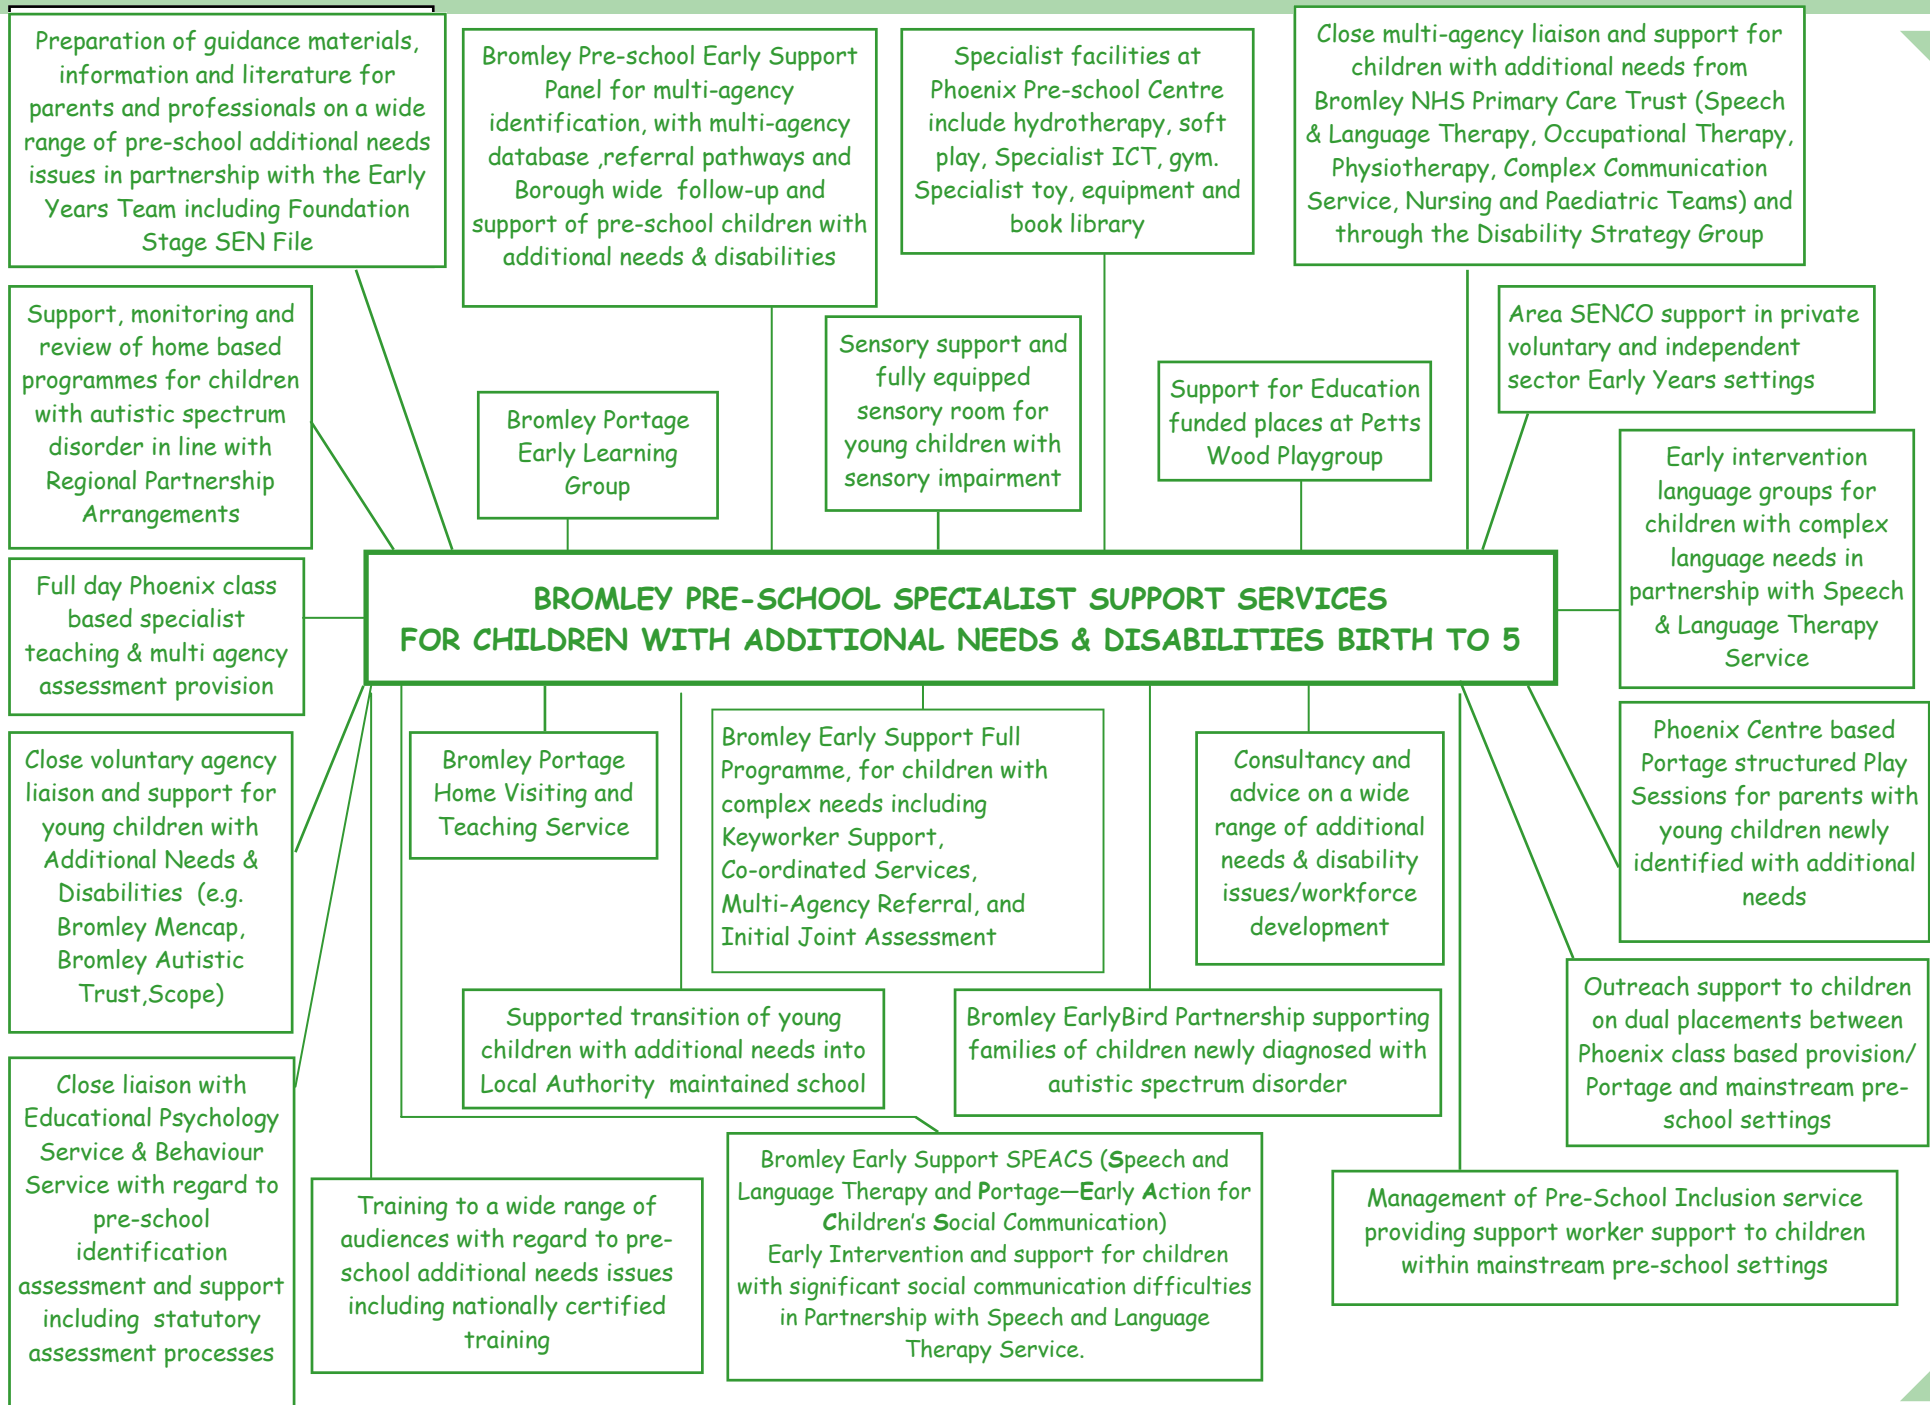 Preparation of guidance materials,
information and literature for
parents and professionals on a wide
range of pre-school additional needs
issues in partnership with the Early
Years Team including Foundation
Stage SEN File
Bromley Pre-school Early Support
Panel for multi-agency
identification, with multi-agency
database ,referral pathways and
Borough wide follow-up and
support of pre-school children with
additional needs & disabilities
Specialist facilities at
Phoenix Pre-school Centre
include hydrotherapy, soft
play, Specialist ICT, gym.
Specialist toy, equipment and
book library
Close multi-agency liaison and support for
children with additional needs from
Bromley NHS Primary Care Trust (Speech
& Language Therapy, Occupational Therapy,
Physiotherapy, Complex Communication
Service, Nursing and Paediatric Teams) and
through the Disability Strategy Group
Support, monitoring and
review of home based
programmes for children
with autistic spectrum
disorder in line with
Regional Partnership
Arrangements
Bromley Portage
Early Learning
Group
Sensory support and
fully equipped
sensory room for
young children with
sensory impairment
Support for Education
funded places at Petts
Wood Playgroup
Area SENCO support in private
voluntary and independent
sector Early Years settings
Early intervention
language groups for
children with complex
language needs in
partnership with Speech
& Language Therapy
Service
Full day Phoenix class
based specialist
teaching & multi agency
assessment provision
BROMLEY PRE-SCHOOL SPECIALIST SUPPORT SERVICES
FOR CHILDREN WITH ADDITIONAL NEEDS & DISABILITIES BIRTH TO 5
Close voluntary agency
liaison and support for
young children with
Additional Needs &
Disabilities (e.g.
Bromley Mencap,
Bromley Autistic
Trust,Scope)
Bromley Portage
Home Visiting and
Teaching Service
Bromley Early Support Full
Programme, for children with
complex needs including
Keyworker Support,
Co-ordinated Services,
Multi-Agency Referral, and
Initial Joint Assessment
Consultancy and
advice on a wide
range of additional
needs & disability
issues/workforce
development
Phoenix Centre based
Portage structured Play
Sessions for parents with
young children newly
identified with additional
needs
Supported transition of young
children with additional needs into
Local Authority maintained school
Bromley EarlyBird Partnership supporting
families of children newly diagnosed with
autistic spectrum disorder
Outreach support to children
on dual placements between
Phoenix class based provision/
Portage and mainstream pre-
school settings
Close liaison with
Educational Psychology
Service & Behaviour
Service with regard to
pre-school
identification
assessment and support
including statutory
assessment processes
Training to a wide range of
audiences with regard to pre-
school additional needs issues
including nationally certified
training
Bromley Early Support SPEACS (Speech and
Language Therapy and Portage—Early Action for
Children's Social Communication)
Early Intervention and support for children
with significant social communication difficulties
in Partnership with Speech and Language
Therapy Service.
Management of Pre-School Inclusion service
providing support worker support to children
within mainstream pre-school settings